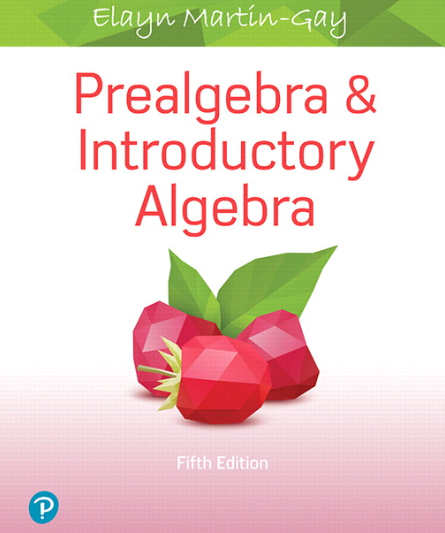 Elayn Martin-Gay
Prealgebra &
Introductory
Algebra
Fifth Edition
P